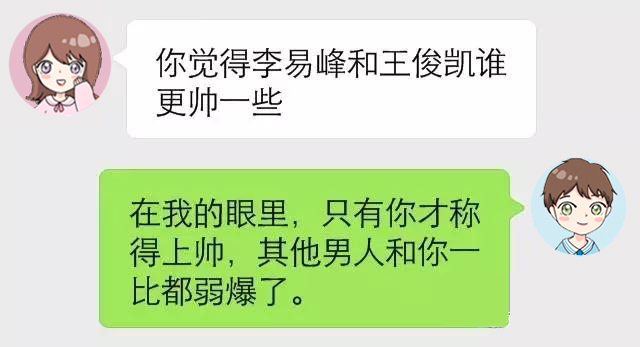 你觉得李易峰和王俊凯谁
更帅一些
在我的眼里，只有你才称
得上帅，其他男人和你一
比都弱爆了。